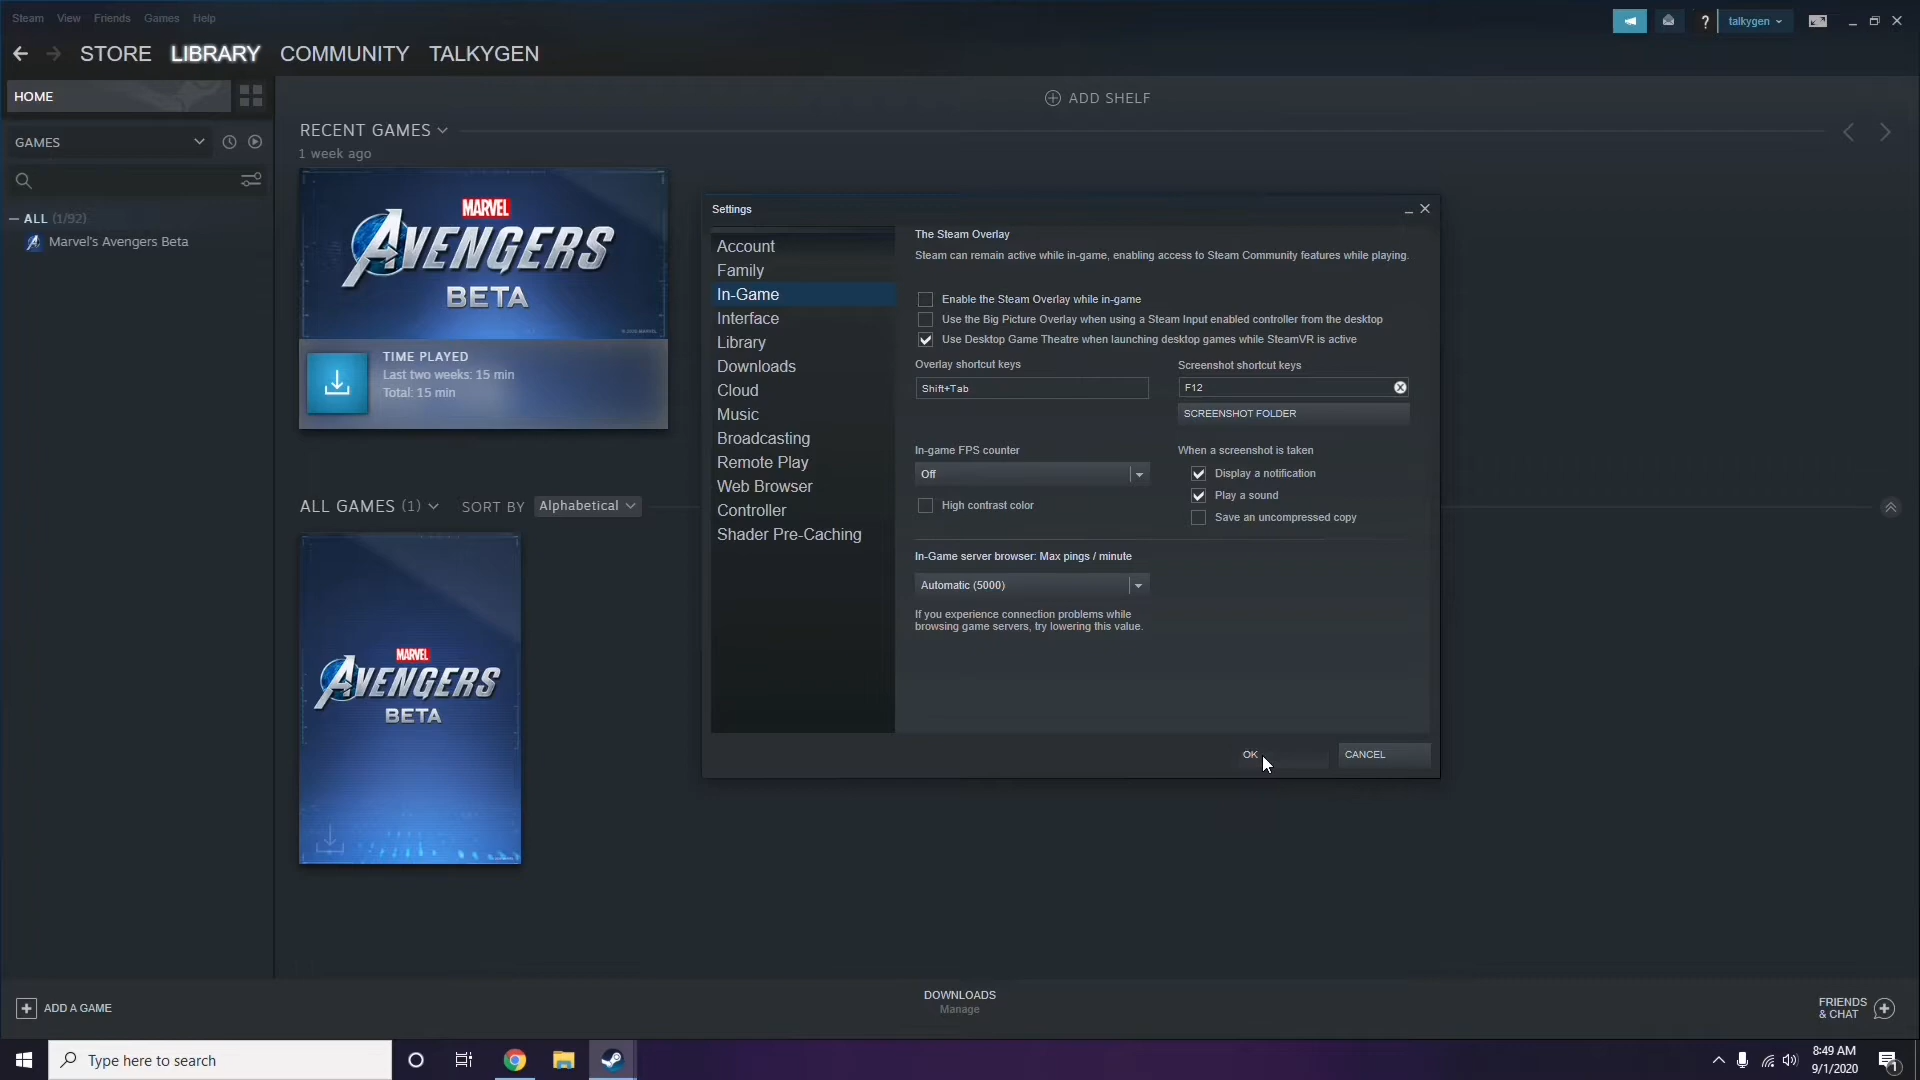 Steam View Friends Games Help
? talkygen
STORE LIBRARY COMMUNITY TALKYGEN
HOME
ADD SHELF
GAMES
RECENT GAMES
1 week ago
ALL (1/92)
Marvel's Avengers Beta
MARVEL
AVENGERS
BETA
TIME PLAYED
Last two weeks: 15 min
Total: 15 min
ALL GAMES (1) SORT BY Alphabetical
MARVEL
AVENGERS
BETA
Settings
Account
Family
In-Game
Interface
Library
Downloads
Cloud
Music
Broadcasting
Remote Play
Web Browser
Controller
Shader Pre-Caching
The Steam Overlay
Steam can remain active while in-game, enabling access to Steam Community features while playing.
Enable the Steam Overlay while in-game
Use the Big Picture Overlay when using a Steam Input enabled controller from the desktop
Use Desktop Game Theatre when launching desktop games while SteamVR is active
Overlay shortcut keys
Shift+Tab
Screenshot shortcut keys
F12
SCREENSHOT FOLDER
In-game FPS counter
Off
High contrast color
When a screenshot is taken
Display a notification
Play a sound
Save an uncompressed copy
In-Game server browser: Max pings / minute
Automatic (5000)
If you experience connection problems while
browsing game servers, try lowering this value.
OK CANCEL
ADD A GAME
DOWNLOADS
Manage
FRIENDS
& CHAT
Type here to search
8:49 AM
9/1/2020
1